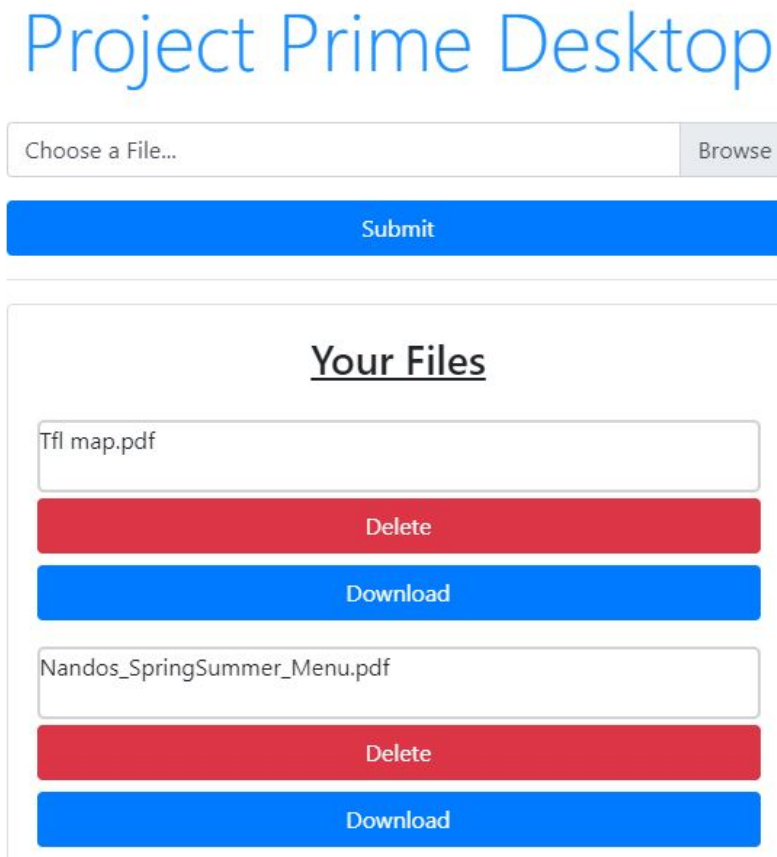 Project Prime Desktop
Choose a File... Browse
Submit
Your Files
Tfl map.pdf
Delete
Download
Nandos_SpringSummer_Menu.pdf
Delete
Download